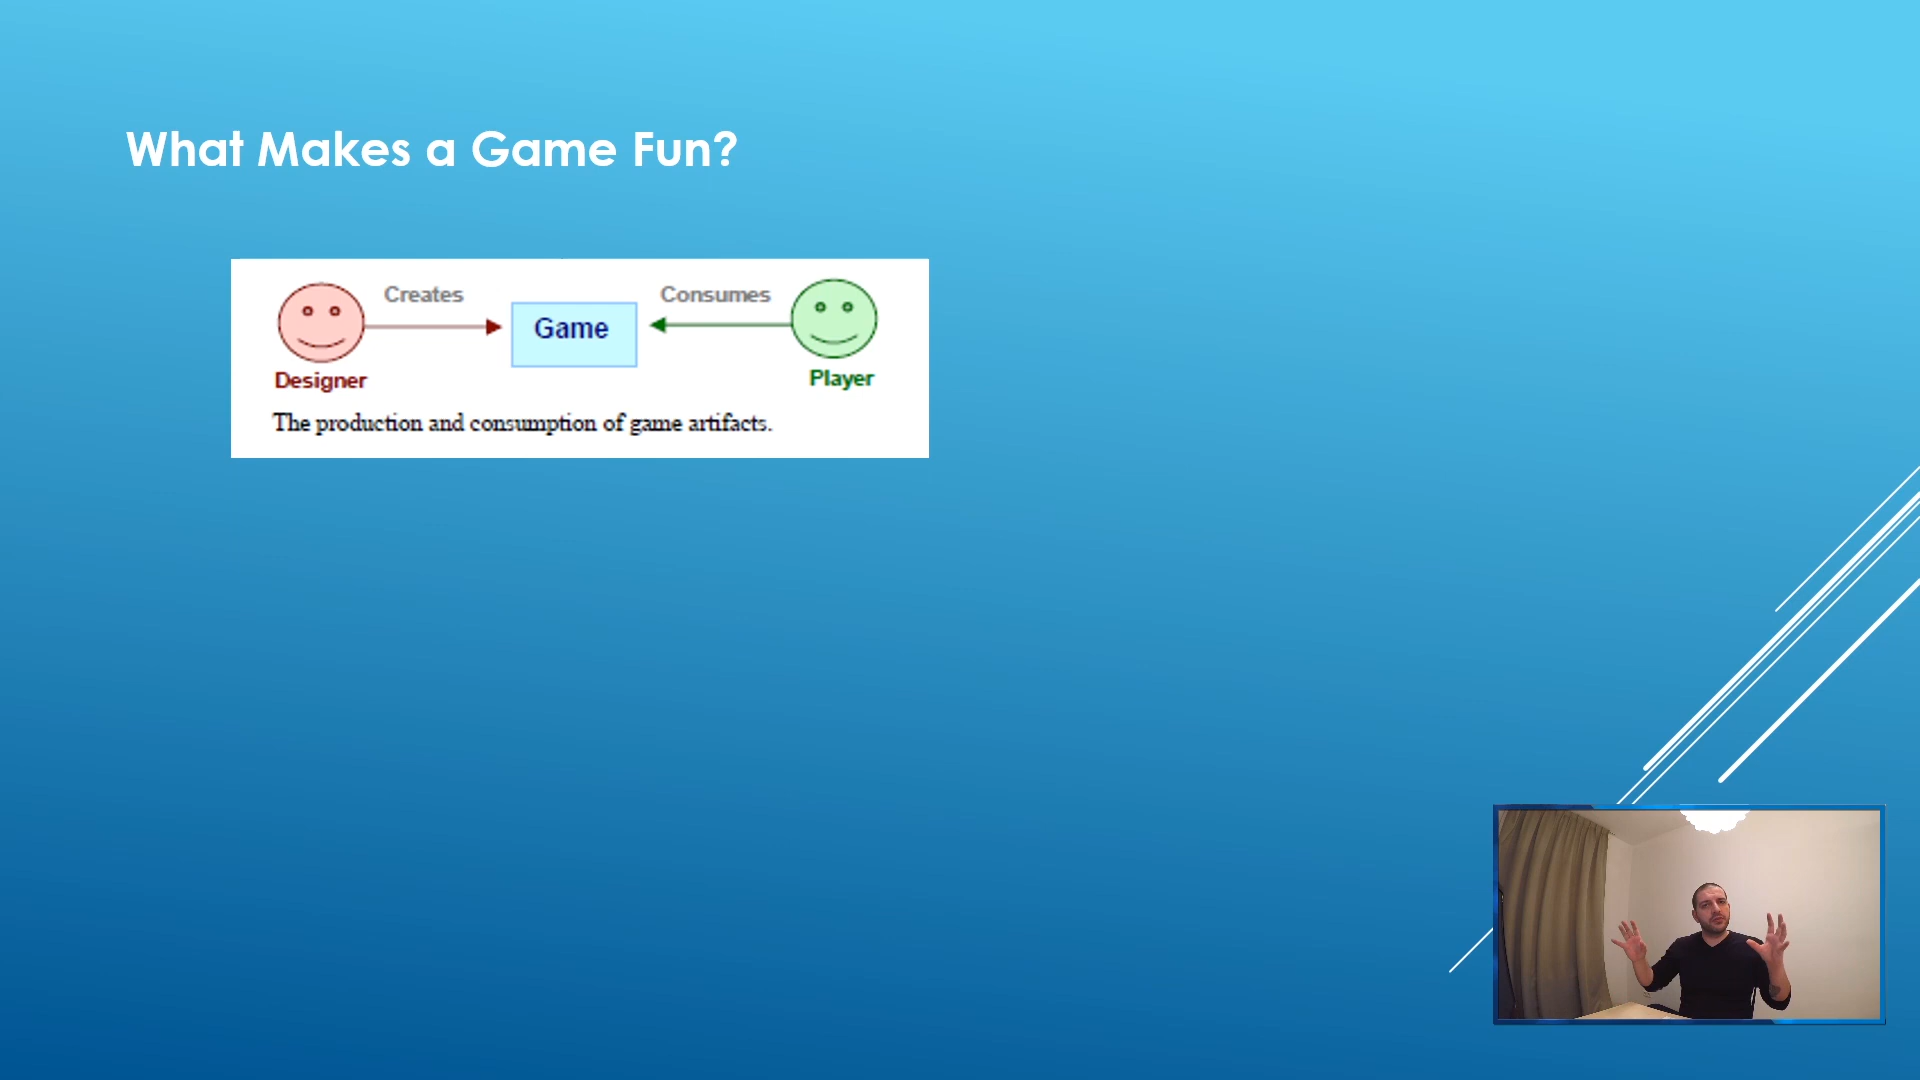 What Makes a Game Fun?
Creates
Consumes
Game
Designer
Player
The production and consumption of game artifacts.